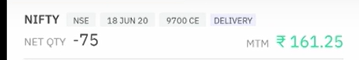 NIFTY NSE 18 JUN 20 9700 CE DELIVERY
NET QTY -75 MTM ₹ 161.25